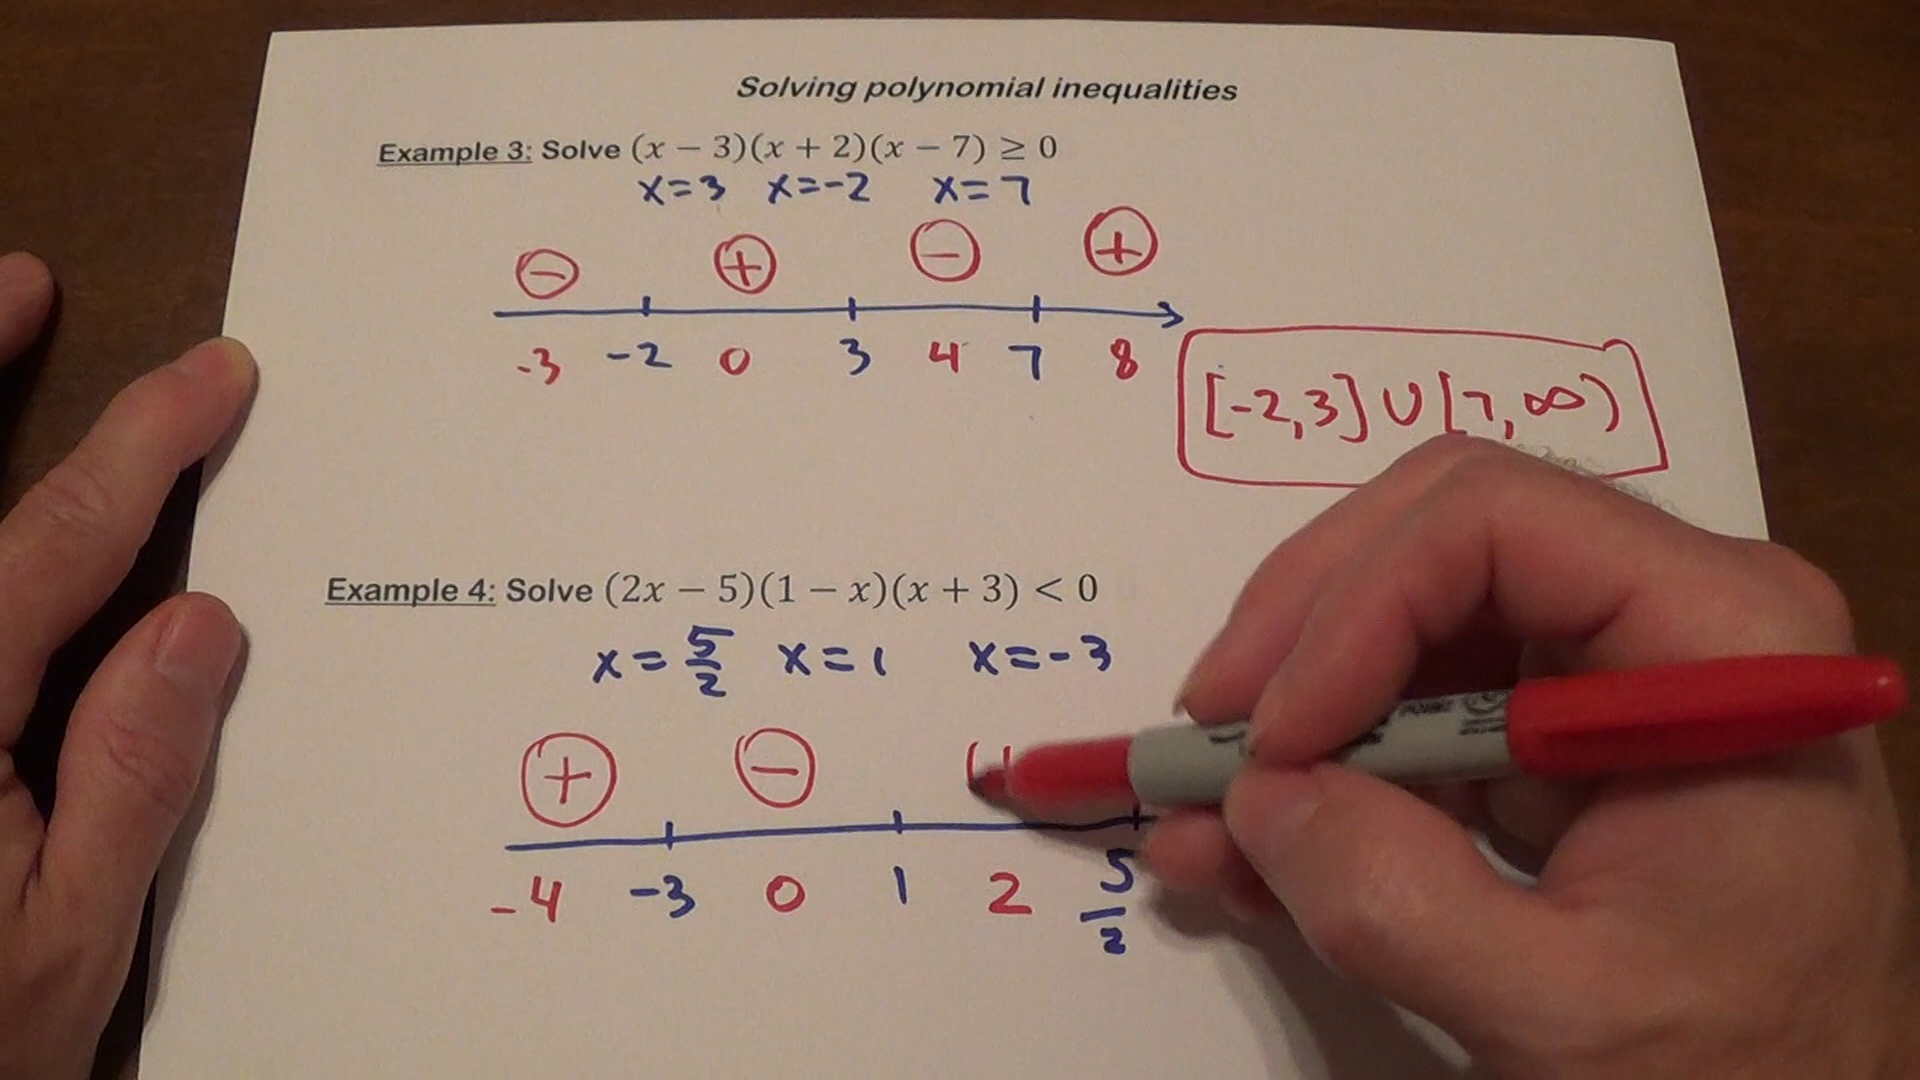 Solving polynomial inequalities
Example 3: Solve (x − 3)(x + 2)(x − 7) ≥ 0
x=3 x=-2 x=7
− + − +
-3 -2 0 3 4 7 8
[-2,3] ∪ [7,∞)
Example 4: Solve (2x − 5)(1 − x)(x + 3) < 0
x=5/2 x=1 x=-3
+ −
-4 -3 0 1 2 5/2